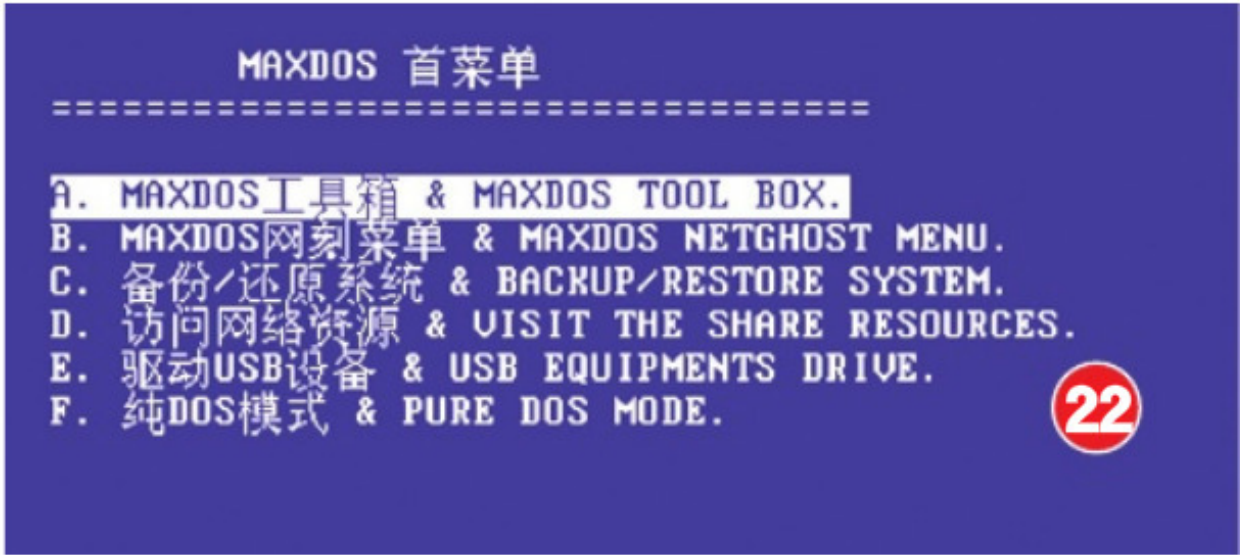 MAXDOS 首菜单
===================================
A. MAXDOS工具箱 & MAXDOS TOOL BOX.
B. MAXDOS网刻菜单 & MAXDOS NETGHOST MENU.
C. 备份/还原系统 & BACKUP/RESTORE SYSTEM.
D. 访问网络资源 & VISIT THE SHARE RESOURCES.
E. 驱动USB设备 & USB EQUIPMENTS DRIVE.
F. 纯DOS模式 & PURE DOS MODE.
22